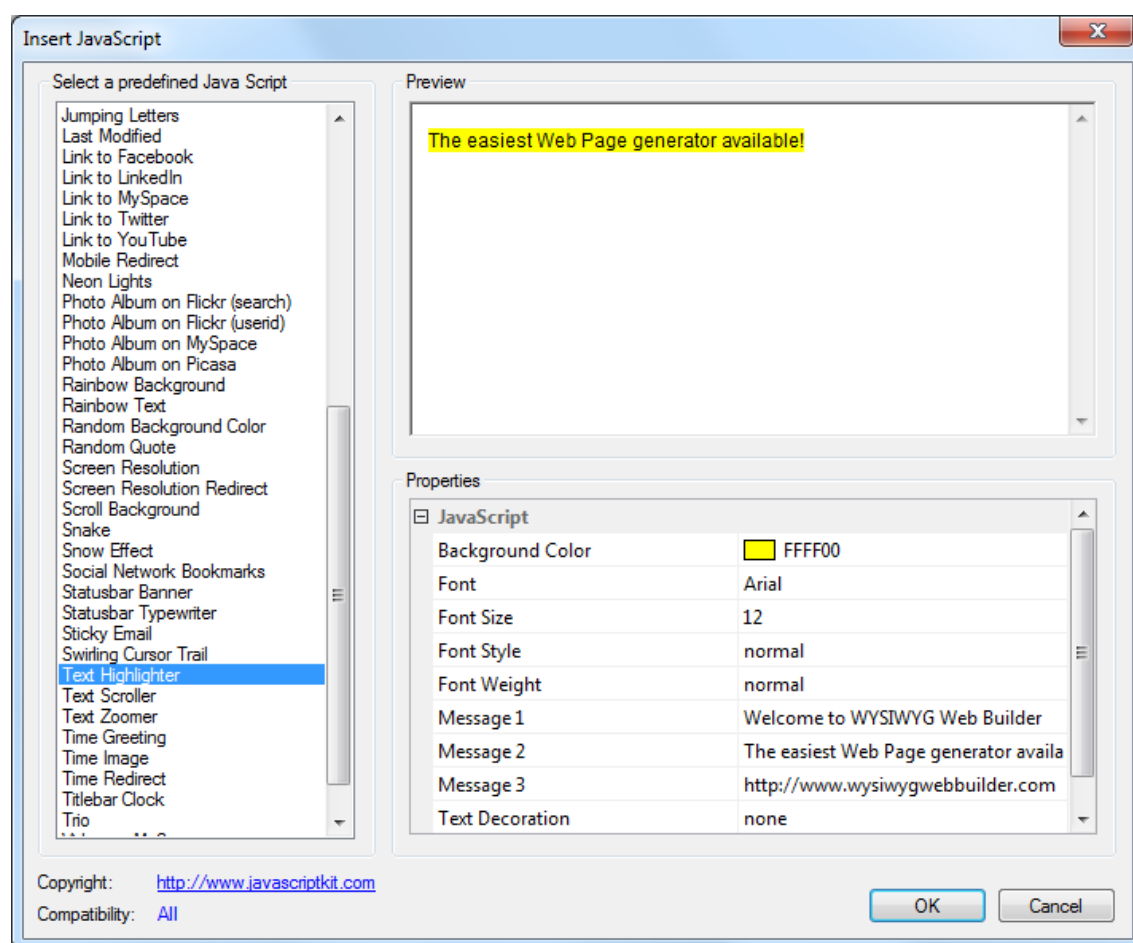 Insert JavaScript
Select a predefined Java Script
Jumping Letters
Last Modified
Link to Facebook
Link to LinkedIn
Link to MySpace
Link to Twitter
Link to YouTube
Mobile Redirect
Neon Lights
Photo Album on Flickr (search)
Photo Album on Flickr (userid)
Photo Album on MySpace
Photo Album on Picasa
Rainbow Background
Rainbow Text
Random Background Color
Random Quote
Screen Resolution
Screen Resolution Redirect
Scroll Background
Snake
Snow Effect
Social Network Bookmarks
Statusbar Banner
Statusbar Typewriter
Sticky Email
Swirling Cursor Trail
Text Highlighter
Text Scroller
Text Zoomer
Time Greeting
Time Image
Time Redirect
Titlebar Clock
Trio
Preview
The easiest Web Page generator available!
Properties
JavaScript
Background Color FFFF00
Font Arial
Font Size 12
Font Style normal
Font Weight normal
Message 1 Welcome to WYSIWYG Web Builder
Message 2 The easiest Web Page generator availa
Message 3 http://www.wysiwygwebbuilder.com
Text Decoration none
Copyright: http://www.javascriptkit.com
Compatibility: All
OK Cancel